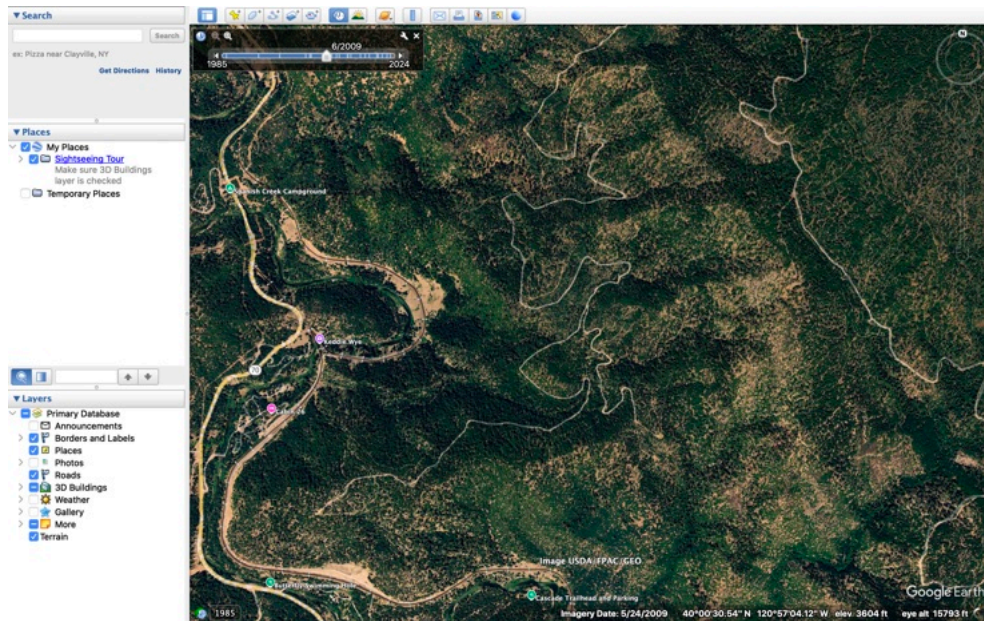 ▼ Search
Search
ex: Pizza near Clayville, NY
Get Directions History
▼ Places
My Places
Sightseeing Tour
Make sure 3D Buildings
layer is checked
Temporary Places
▼ Layers
Primary Database
Announcements
Borders and Labels
Places
Photos
Roads
3D Buildings
Weather
Gallery
More
Terrain
6/2009
1985
2024
N
Spanish Creek Campground
Keddie Wye
70
Swimming Hole
Image USDA/FPAC/GEO
Cascade Trailhead and Parking
Google Earth
1985
Imagery Date: 5/24/2009 40°00'30.54" N 120°57'04.12" W elev 3604 ft eye alt 15793 ft